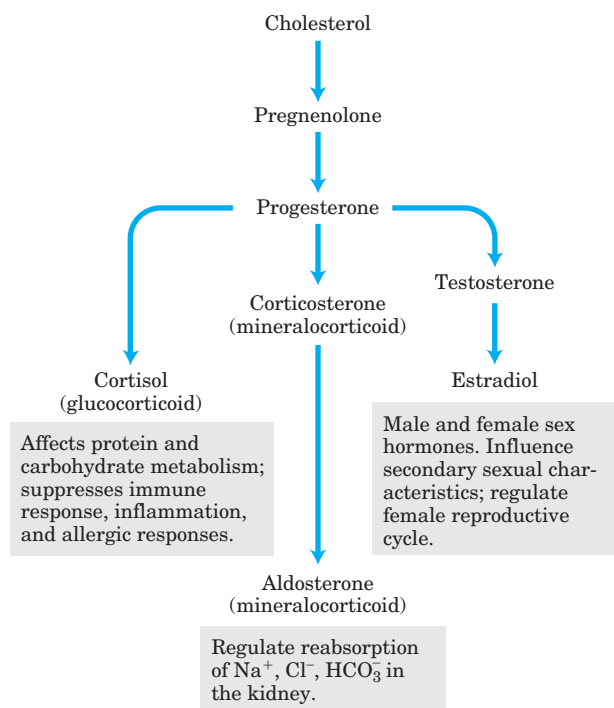 Cholesterol
Pregnenolone
Progesterone
Testosterone
Corticosterone
(mineralocorticoid)
Cortisol
(glucocorticoid)
Affects protein and
carbohydrate metabolism;
suppresses immune
response, inflammation,
and allergic responses.
Estradiol
Male and female sex
hormones. Influence
secondary sexual char-
acteristics; regulate
female reproductive
cycle.
Aldosterone
(mineralocorticoid)
Regulate reabsorption
of Na⁺, Cl⁻, HCO₃⁻ in
the kidney.